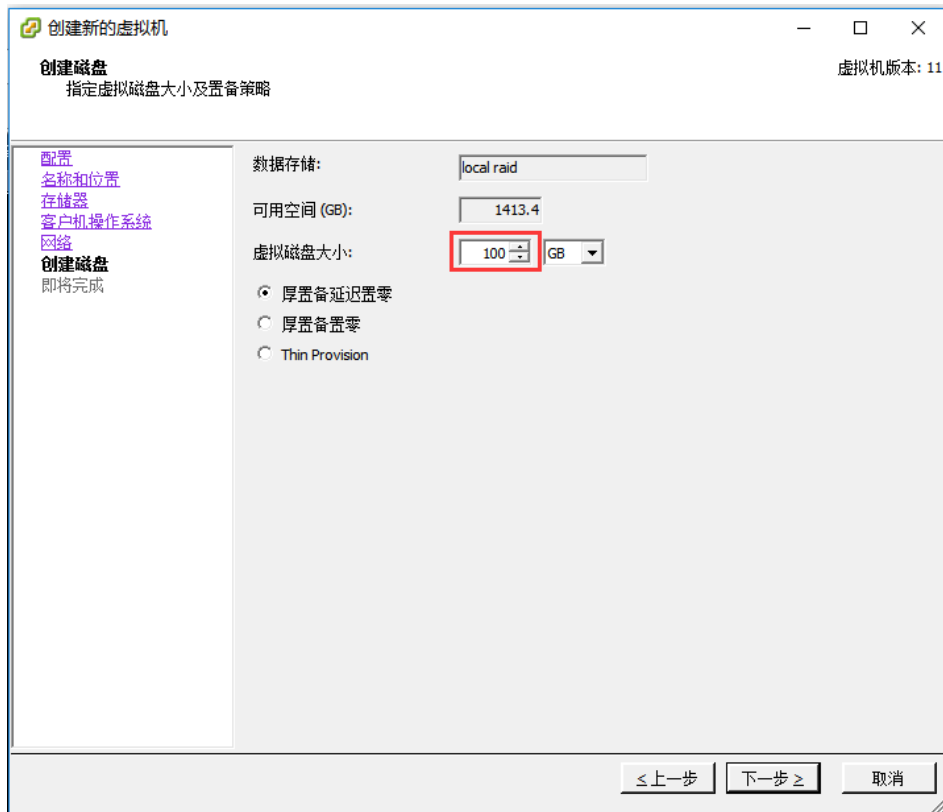 创建新的虚拟机
创建磁盘
指定虚拟磁盘大小及置备策略
虚拟机版本: 11
配置
名称和位置
存储器
客户机操作系统
网络
创建磁盘
即将完成
数据存储: local raid
可用空间 (GB): 1413.4
虚拟磁盘大小: 100 GB
厚置备延迟置零
厚置备置零
Thin Provision
≤上一步 下一步 ≥ 取消